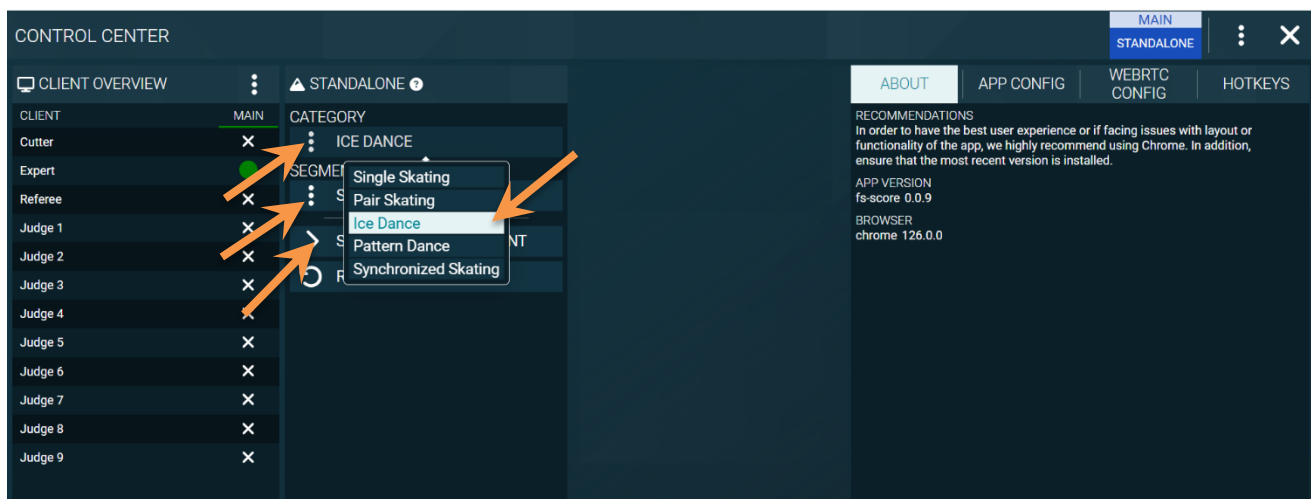 CONTROL CENTER
MAIN
STANDALONE
CLIENT OVERVIEW
CLIENT MAIN
Cutter
Expert
Referee
Judge 1
Judge 2
Judge 3
Judge 4
Judge 5
Judge 6
Judge 7
Judge 8
Judge 9
STANDALONE ?
CATEGORY
ICE DANCE
Single Skating
Pair Skating
Ice Dance
Pattern Dance
Synchronized Skating
ABOUT
APP CONFIG
WEBRTC
CONFIG
HOTKEYS
RECOMMENDATIONS
In order to have the best user experience or if facing issues with layout or
functionality of the app, we highly recommend using Chrome. In addition,
ensure that the most recent version is installed.
APP VERSION
fs-score 0.0.9
BROWSER
chrome 126.0.0